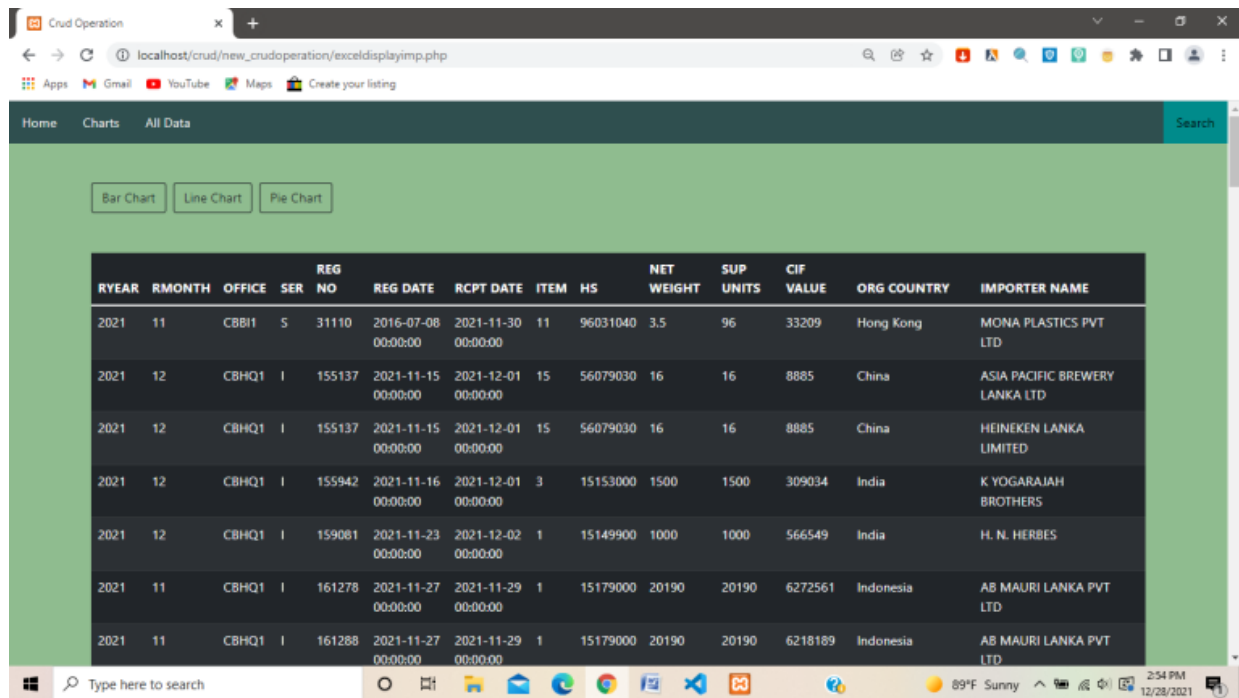 Crud Operation
localhost/crud/new_crudoperation/exceldisplayimp.php
Apps Gmail YouTube Maps Create your listing
Home Charts All Data Search
Bar Chart Line Chart Pie Chart
REG NET SUP CIF
RYEAR RMONTH OFFICE SER NO REG DATE RCPT DATE ITEM HS WEIGHT UNITS VALUE ORG COUNTRY IMPORTER NAME
2021 11 CBBI1 S 31110 2016-07-08 2021-11-30 11 96031040 3.5 96 33209 Hong Kong MONA PLASTICS PVT
00:00:00 00:00:00 LTD
2021 12 CBHQ1 I 155137 2021-11-15 2021-12-01 15 56079030 16 16 8885 China ASIA PACIFIC BREWERY
00:00:00 00:00:00 LANKA LTD
2021 12 CBHQ1 I 155137 2021-11-15 2021-12-01 15 56079030 16 16 8885 China HEINEKEN LANKA
00:00:00 00:00:00 LIMITED
2021 12 CBHQ1 I 155942 2021-11-16 2021-12-01 3 15153000 1500 1500 309034 India K YOGARAJAH
00:00:00 00:00:00 BROTHERS
2021 12 CBHQ1 I 159081 2021-11-23 2021-12-02 1 15149900 1000 1000 566549 India H. N. HERBES
00:00:00 00:00:00
2021 11 CBHQ1 I 161278 2021-11-27 2021-11-29 1 15179000 20190 20190 6272561 Indonesia AB MAURI LANKA PVT
00:00:00 00:00:00 LTD
2021 11 CBHQ1 I 161288 2021-11-27 2021-11-29 1 15179000 20190 20190 6218189 Indonesia AB MAURI LANKA PVT
00:00:00 00:00:00 LTD
Type here to search 89°F Sunny 2:54 PM
12/28/2021